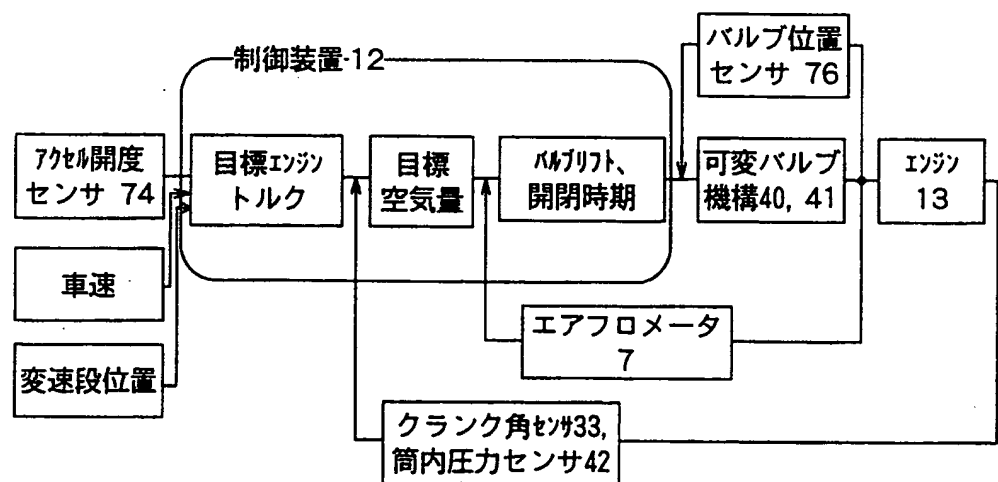 制御装置12
バルブ位置
センサ 76
アクセル開度
センサ 74
目標エンジン
トルク
目標
空気量
バルブリフト、
開閉時期
可変バルブ
機構40, 41
エンジン
13
車速
変速段位置
エアフロメータ
7
クランク角センサ33,
筒内圧力センサ42